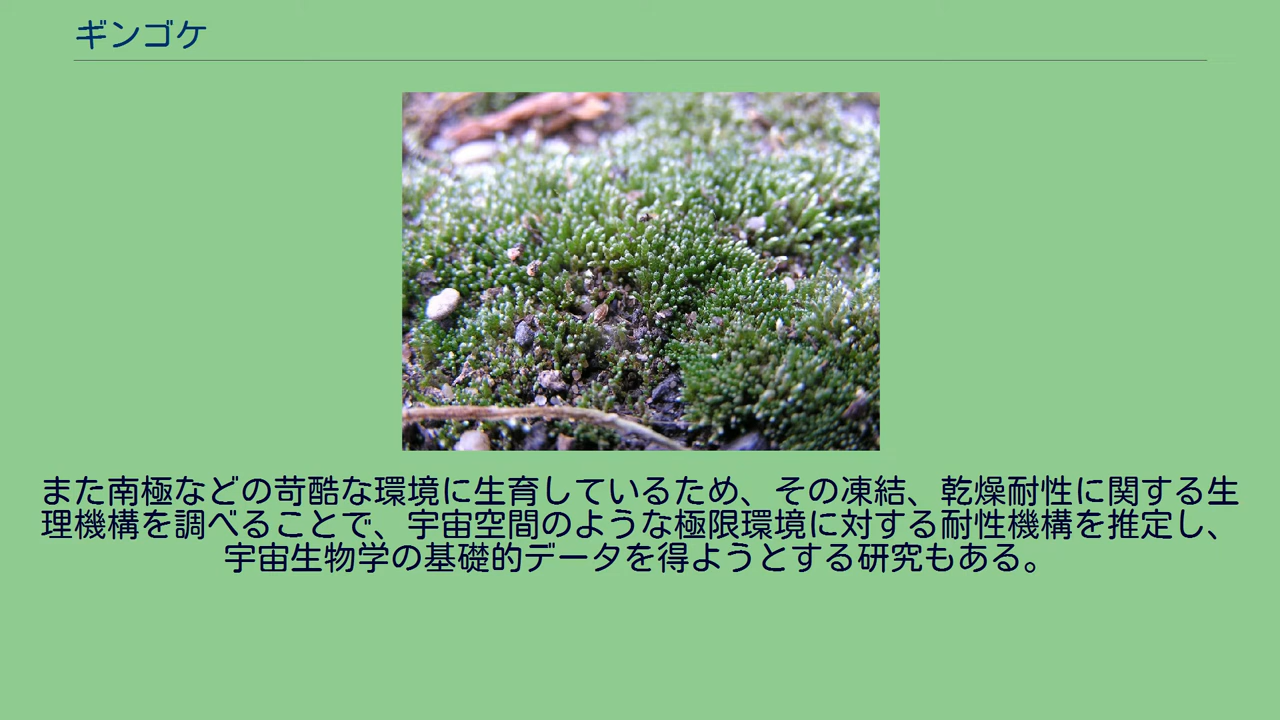 ギンゴケ
また南極などの苛酷な環境に生育しているため、その凍結、乾燥耐性に関する生
理機構を調べることで、宇宙空間のような極限環境に対する耐性機構を推定し、
宇宙生物学の基礎的データを得ようとする研究もある。